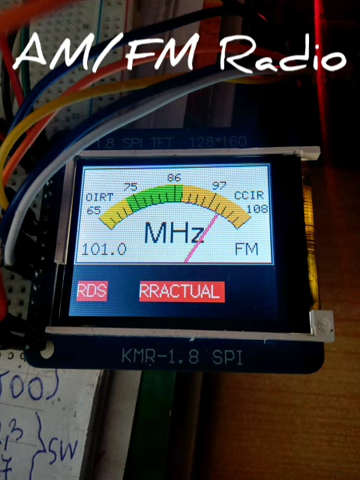 AM/FM Radio
1.8 SPI TFT 128*160
86
75 97
OIRT CCIR
65 108
MHz
101.0 FM
RDS RRACTUAL
KMR-1.8 SPI
SW